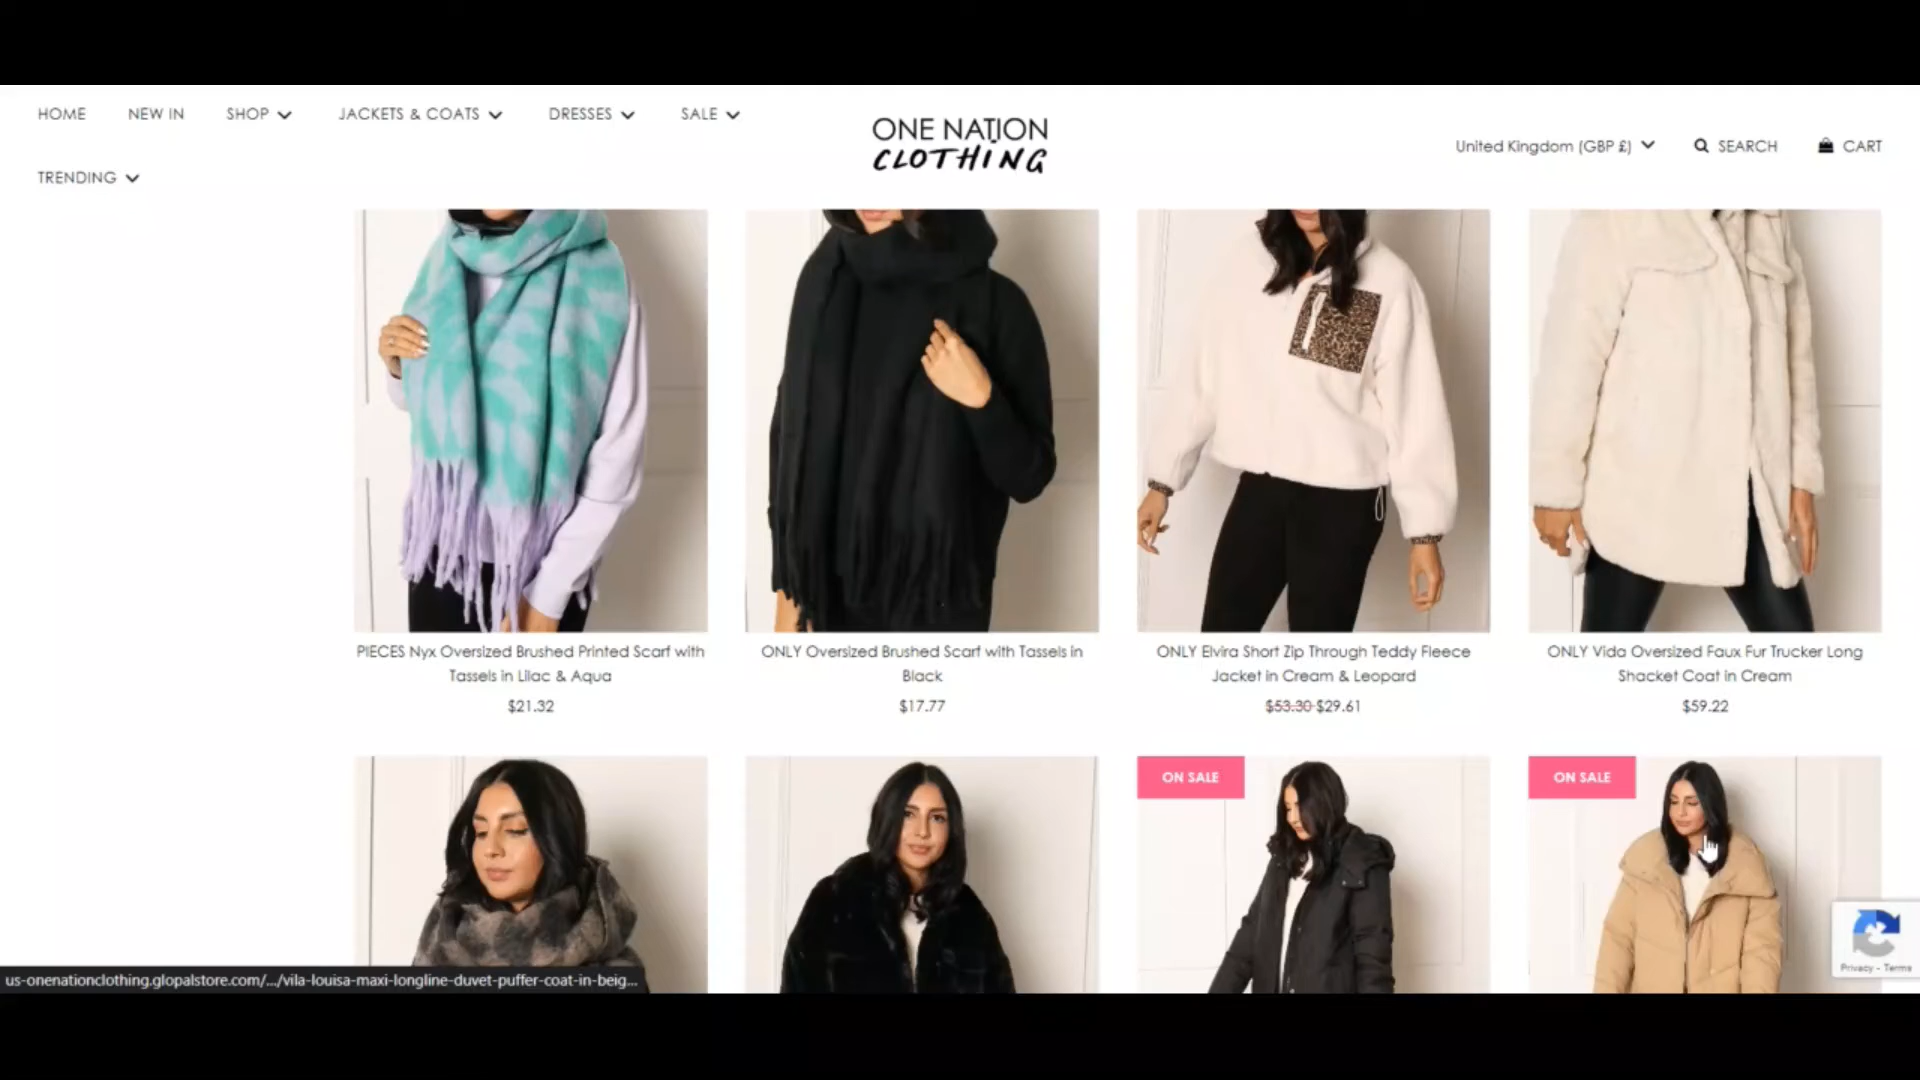 HOME NEW IN SHOP JACKETS & COATS DRESSES SALE
TRENDING
ONE NATION
CLOTHING
United Kingdom (GBP £) SEARCH CART
PIECES Nyx Oversized Brushed Printed Scarf with
Tassels in Lilac & Aqua
$21.32
ONLY Oversized Brushed Scarf with Tassels in
Black
$17.77
ONLY Elvira Short Zip Through Teddy Fleece
Jacket in Cream & Leopard
$53.30 $29.61
ONLY Vida Oversized Faux Fur Trucker Long
Shacket Coat in Cream
$59.22
ON SALE
ON SALE
Privacy - Terms
us-onenationclothing.glopalstore.com/.../vila-louisa-maxi-longline-duvet-puffer-coat-in-beig...